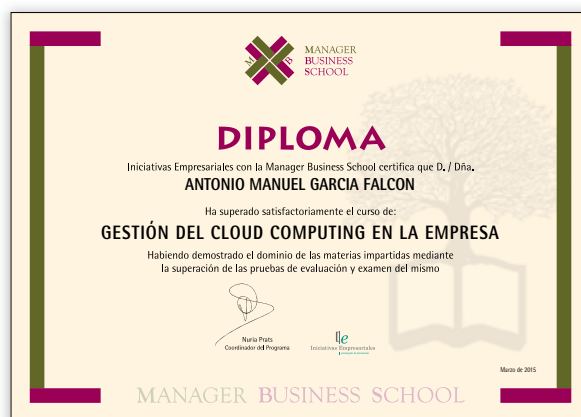 M B
MANAGER
BUSINESS
SCHOOL
DIPLOMA
Iniciativas Empresariales con la Manager Business School certifica que D. / Dña.
ANTONIO MANUEL GARCIA FALCON
Ha superado satisfactoriamente el curso de:
GESTIÓN DEL CLOUD COMPUTING EN LA EMPRESA
Habiendo demostrado el dominio de las materias impartidas mediante
la superación de las pruebas de evaluación y examen del mismo
Nuria Prats
Coordinador del Programa
Iniciativas Empresariales
Marzo de 2015
MANAGER BUSINESS SCHOOL